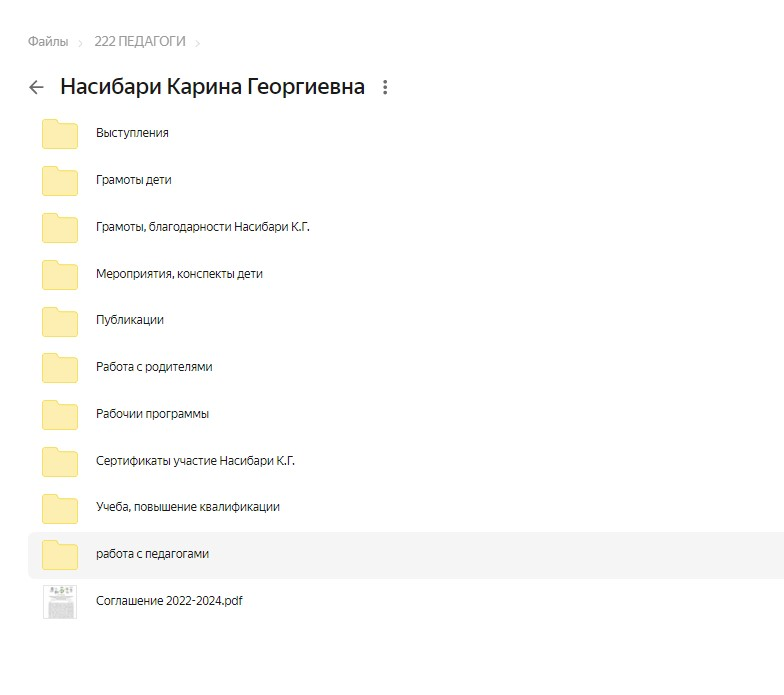 Файлы
222 ПЕДАГОГИ
Насибари Карина Георгиевна
Выступления
Грамоты дети
Грамоты, благодарности Насибари К.Г.
Мероприятия, конспекты дети
Публикации
Работа с родителями
Рабочии программы
Сертификаты участие Насибари К.Г.
Учеба, повышение квалификации
работа с педагогами
Соглашение 2022-2024.pdf